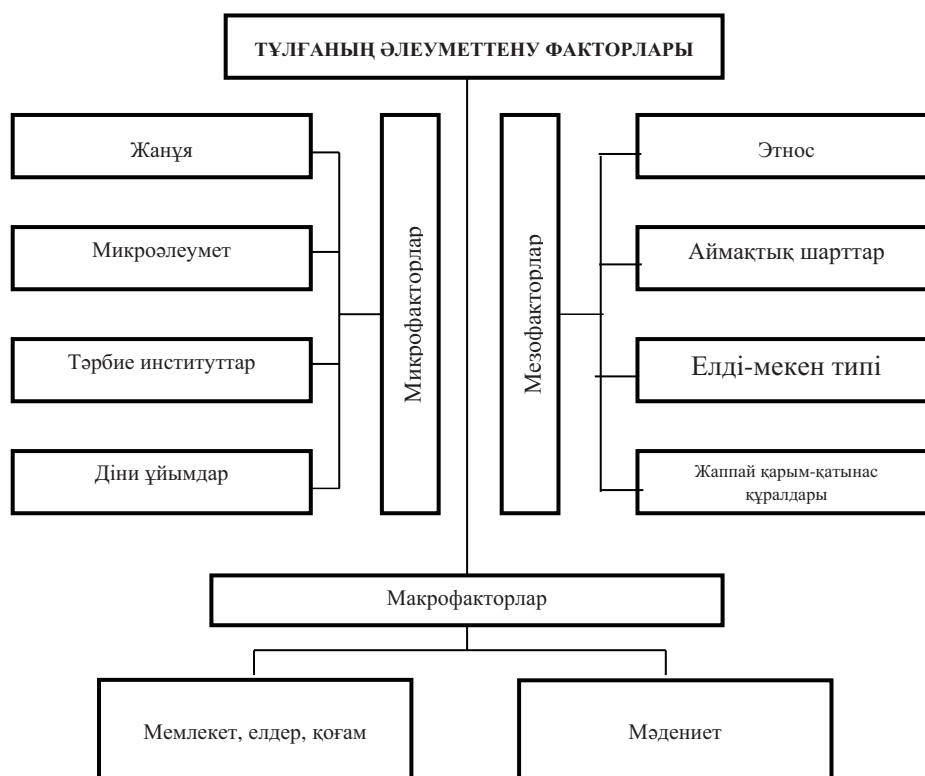 ТҰЛҒАНЫҢ ӘЛЕУМЕТТЕНУ ФАКТОРЛАРЫ
Жанұя
Микроәлеумет
Тәрбие институттар
Діни ұйымдар
Микрофакторлар
Мезофакторлар
Этнос
Аймақтық шарттар
Елді-мекен типі
Жаппай қарым-қатынас
құралдары
Макрофакторлар
Мемлекет, елдер, қоғам
Мәдениет